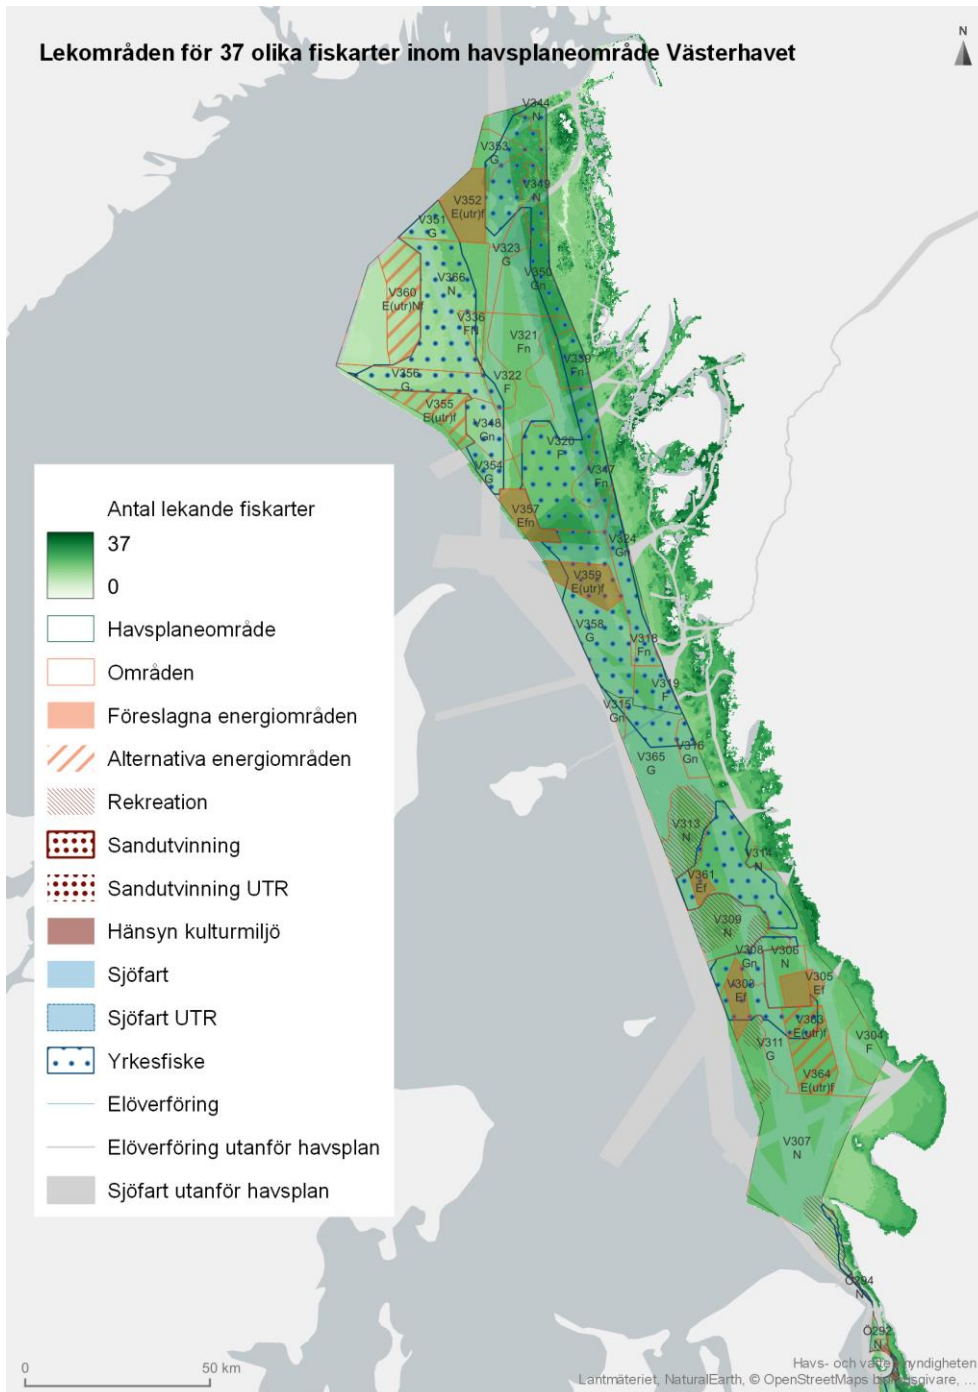 Lekområden för 37 olika fiskarter inom havsplaneområde Västerhavet
N
V344
N
V353
G
V352
E(utr)f
V349
N
V351
G
V323
G
V350
Gn
V366
N
V360
E(utr)Nf
V336
FN
V321
Fn
V339
Fn
V356
G
V322
F
V355
E(utr)f
V348
Gn
V320
F
V354
G
V347
Fn
V357
Efn
V324
Gn
V359
E(utr)f
V358
G
V318
Fn
V319
F
V315
Gn
V316
Gn
V365
G
V313
N
V314
N
V361
Ef
V309
N
V308
Gn
V306
N
V303
Ef
V305
Ef
V363
E(utr)f
V311
G
V304
F
V364
E(utr)f
V307
N
Ö294
N
Ö292
N
Antal lekande fiskarter
37
0
Havsplaneområde
Områden
Föreslagna energiområden
Alternativa energiområden
Rekreation
Sandutvinning
Sandutvinning UTR
Hänsyn kulturmiljö
Sjöfart
Sjöfart UTR
Yrkesfiske
Elöverföring
Elöverföring utanför havsplan
Sjöfart utanför havsplan
0 50 km
Havs- och
Lantmäteriet, NaturalEarth, © OpenStreetMaps